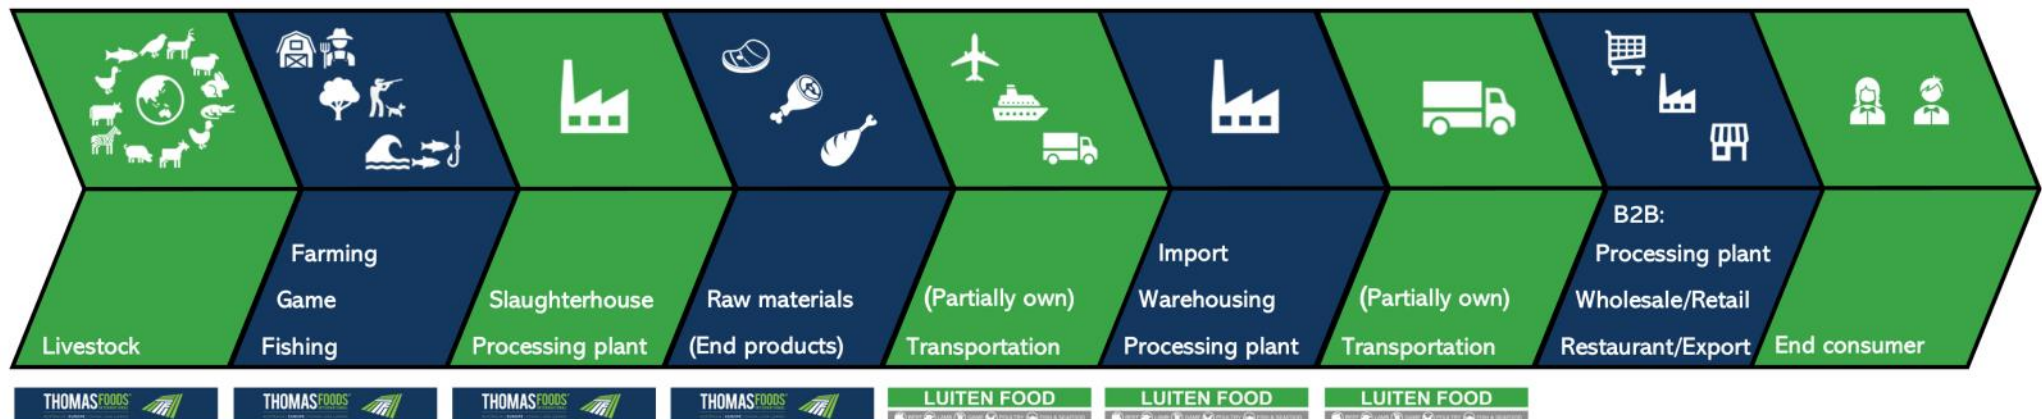 Livestock
Farming
Game
Fishing
Slaughterhouse
Processing plant
Raw materials
(End products)
(Partially own)
Transportation
Import
Warehousing
Processing plant
(Partially own)
Transportation
B2B:
Processing plant
Wholesale/Retail
Restaurant/Export
End consumer
THOMAS FOODS
THOMAS FOODS
THOMAS FOODS
THOMAS FOODS
LUITEN FOOD
LUITEN FOOD
LUITEN FOOD